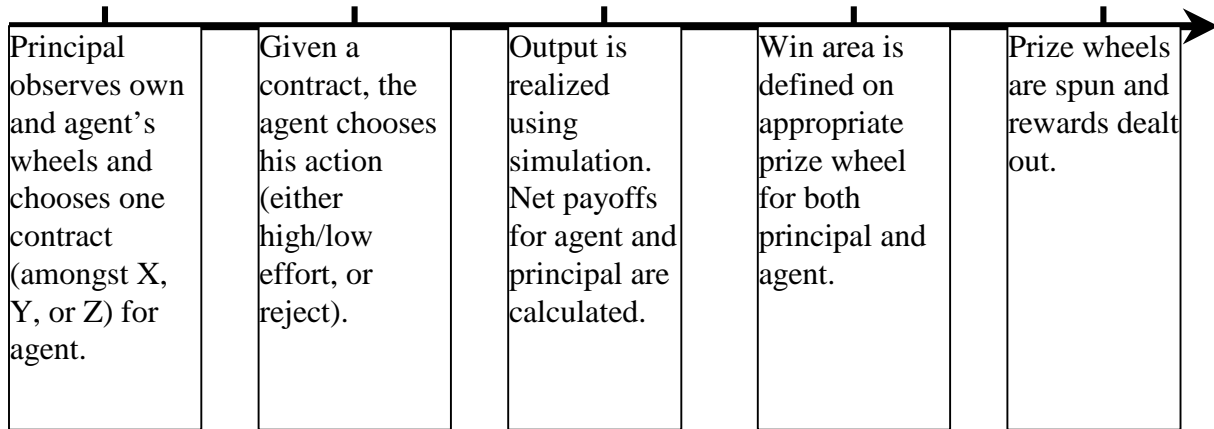 Principal
observes own
and agent's
wheels and
chooses one
contract
(amongst X,
Y, or Z) for
agent.
Given a
contract, the
agent chooses
his action
(either
high/low
effort, or
reject).
Output is
realized
using
simulation.
Net payoffs
for agent and
principal are
calculated.
Win area is
defined on
appropriate
prize wheel
for both
principal and
agent.
Prize wheels
are spun and
rewards dealt
out.